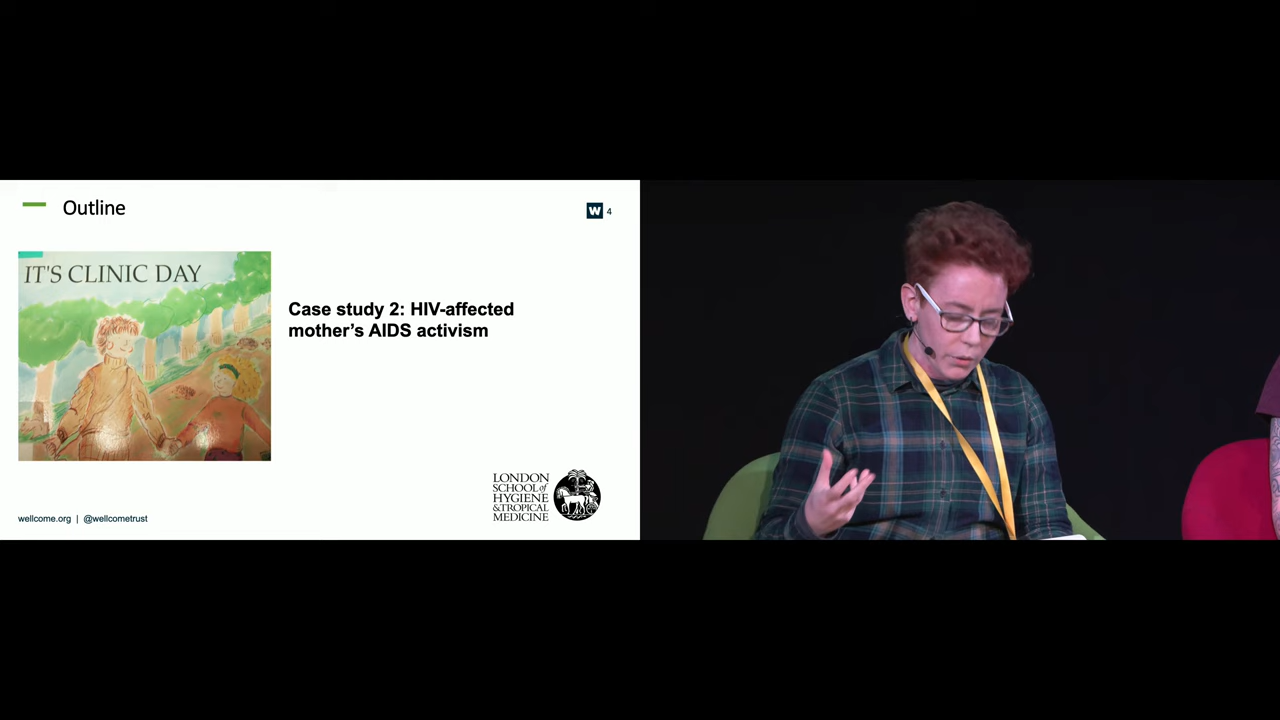 Outline
W 4
IT'S CLINIC DAY
Case study 2: HIV-affected
mother’s AIDS activism
LONDON
SCHOOL of
HYGIENE
&TROPICAL
MEDICINE
wellcome.org | @wellcometrust